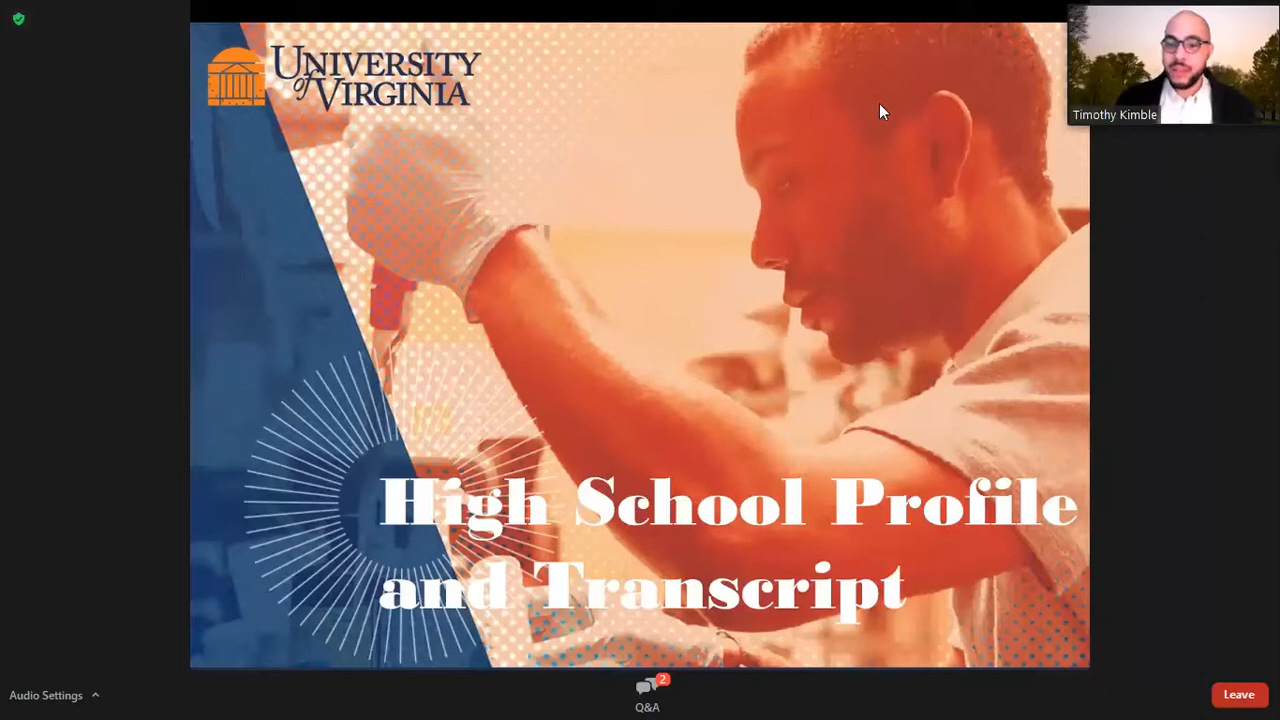 UNIVERSITY
of VIRGINIA
Timothy Kimble
High School Profile
and Transcript
Audio Settings
2
Q&A
Leave